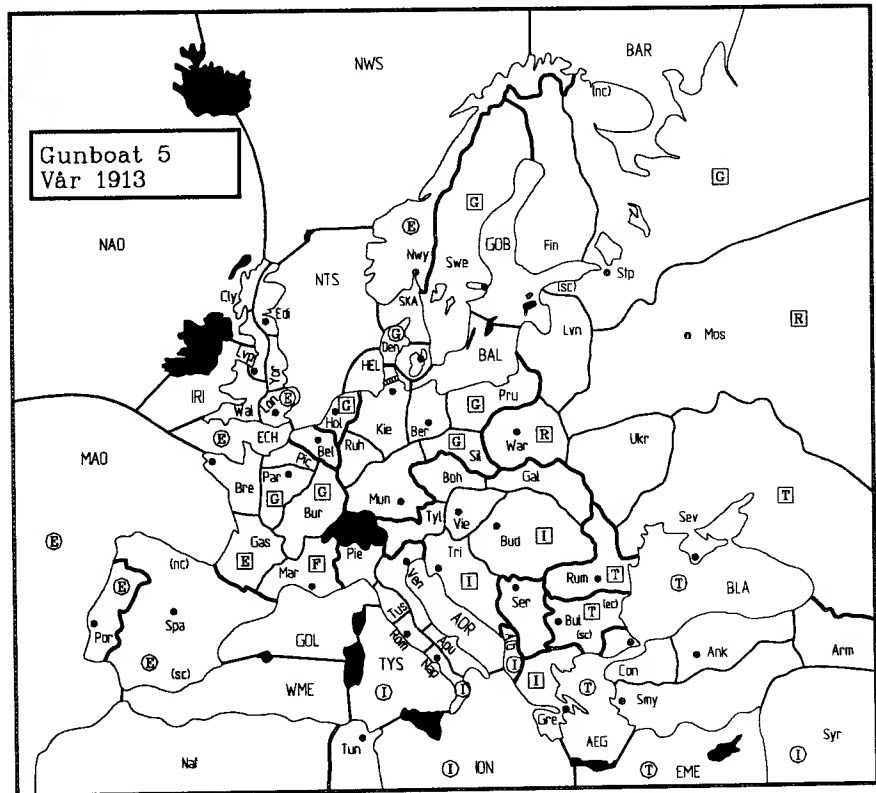 Gunboat 5
Vår 1913
NWS
BAR
(nc)
G
NAO
NTS
E
Nwy
G
Swe
GOB
Fin
Stp
(sc)
Cly
Edi
SKA
Lvn
R
Mos
Lvp
Yor
G
Den
BAL
HEL
IRI
Wal
Lon
E
Hol
G
Kie
Ber
G
Pru
War
R
Ukr
E
ECH
Bel
Ruh
G
Sil
MAO
Pic
Bre
Par
G
G
Bur
Mun
Boh
Gal
Tyl
Vie
Bud
I
T
Sev
E
Gas
E
Mar
F
Pie
Ven
Tri
I
Rum
T
T
BLA
(nc)
E
Por
Spa
E
(sc)
GOL
Tus
Rom
ADR
Apu
Nap
Ser
Bul
T
(ec)
(sc)
Alb
Con
Ank
Arm
WME
TYS
I
I
I
I
Gre
T
AEG
Smy
Naf
Tun
I
ION
T
EME
I
Syr